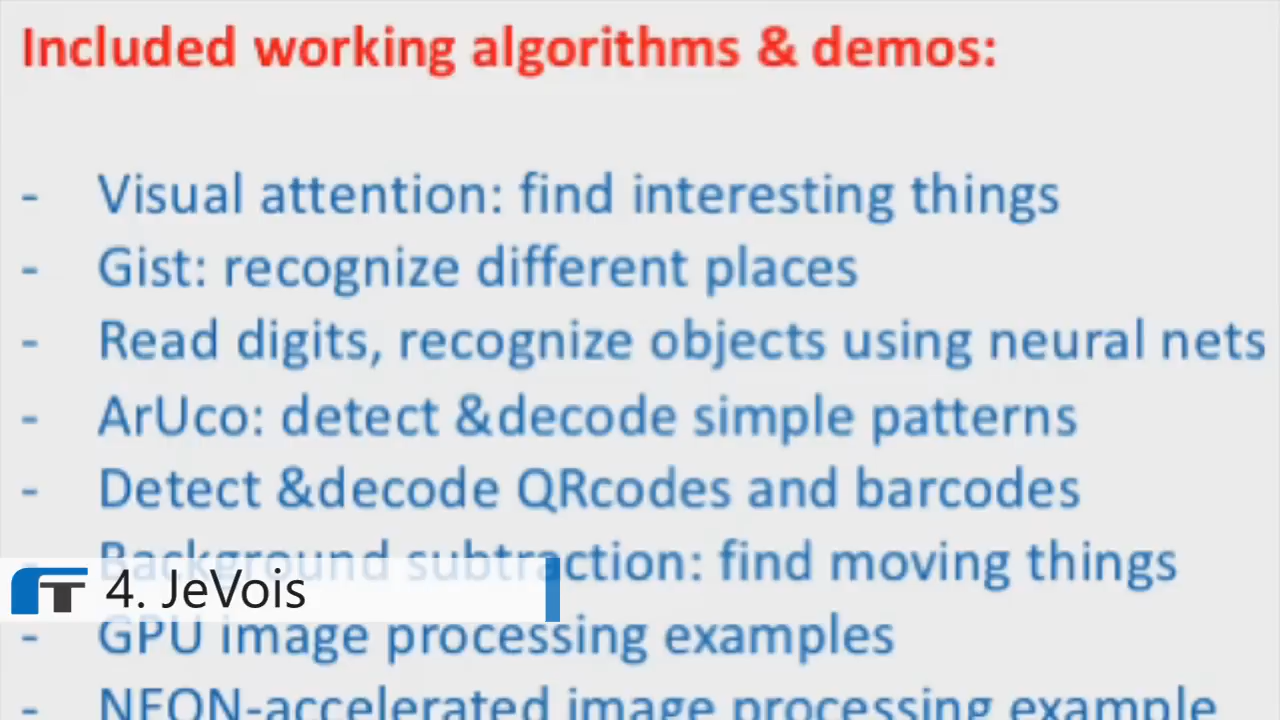 Included working algorithms & demos:
- Visual attention: find interesting things
- Gist: recognize different places
- Read digits, recognize objects using neural nets
- ArUco: detect &decode simple patterns
- Detect &decode QRcodes and barcodes
- Background subtraction: find moving things
4. JeVois
- GPU image processing examples
- NEON-accelerated image processing example